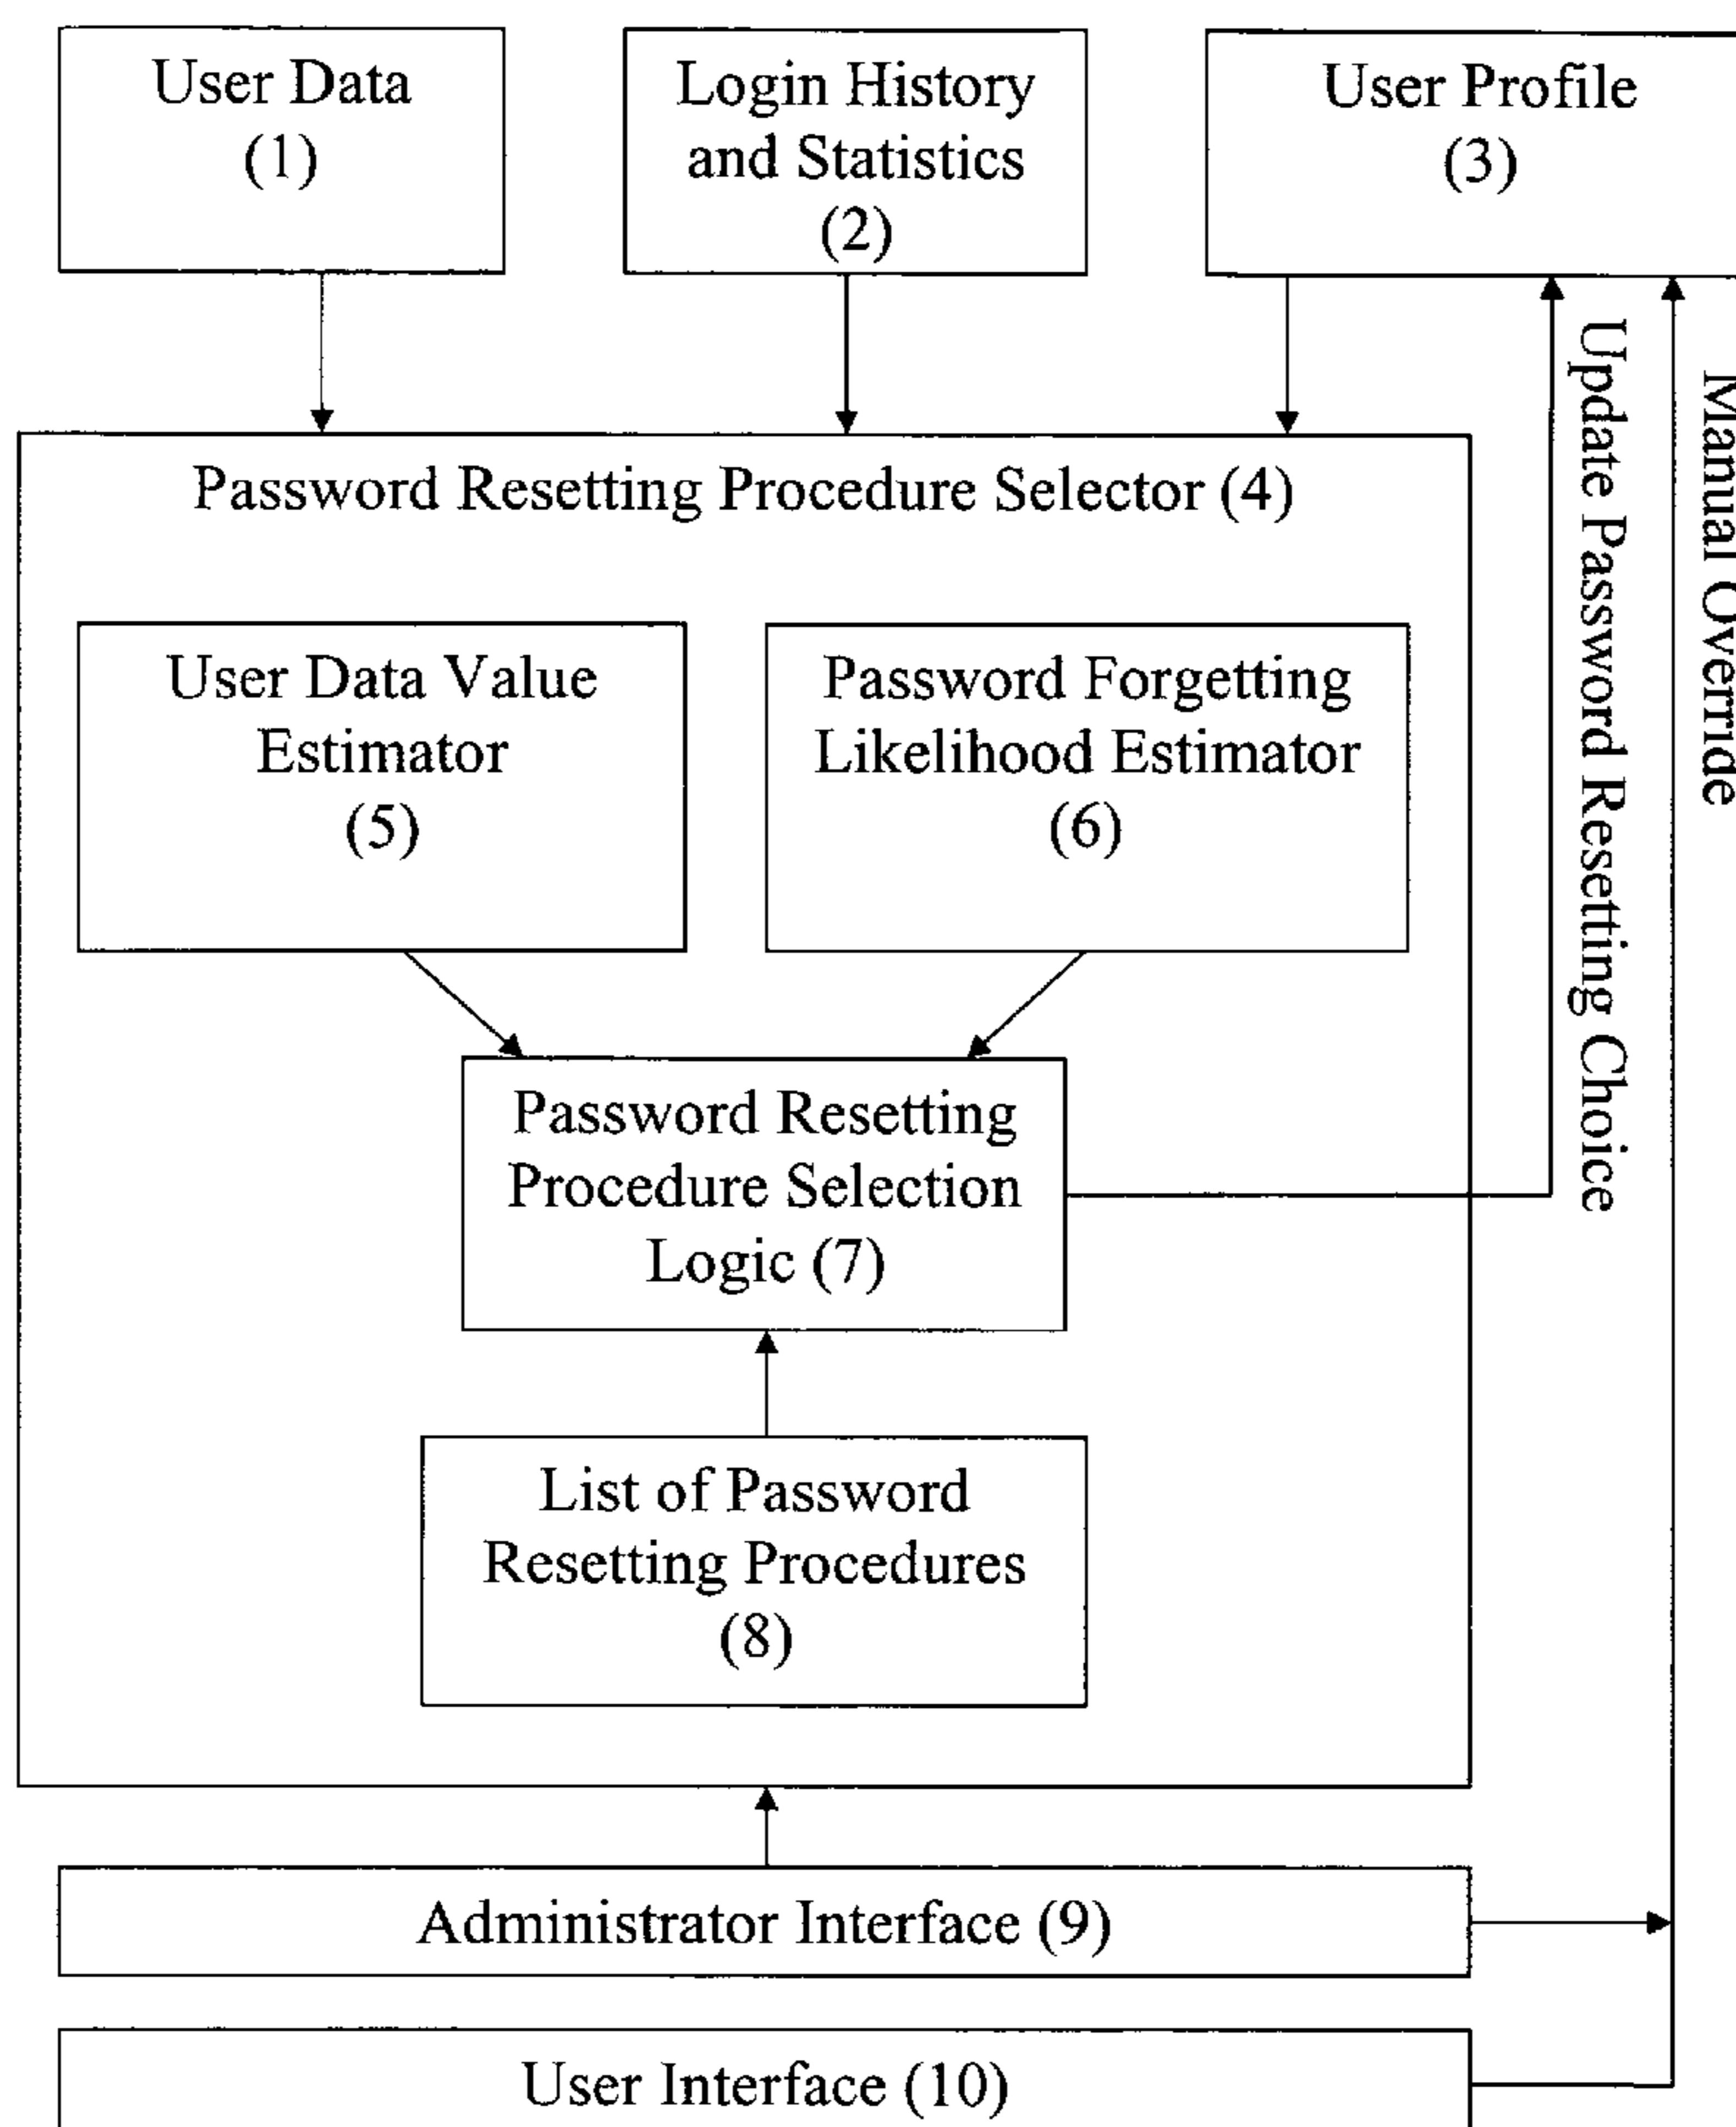 User Data
(1)
Login History
and Statistics
(2)
User Profile
(3)
Update Password Resetting Choice
Manual Override
Password Resetting Procedure Selector (4)
User Data Value
Estimator
(5)
Password Forgetting
Likelihood Estimator
(6)
Password Resetting
Procedure Selection
Logic (7)
List of Password
Resetting Procedures
(8)
Administrator Interface (9)
User Interface (10)